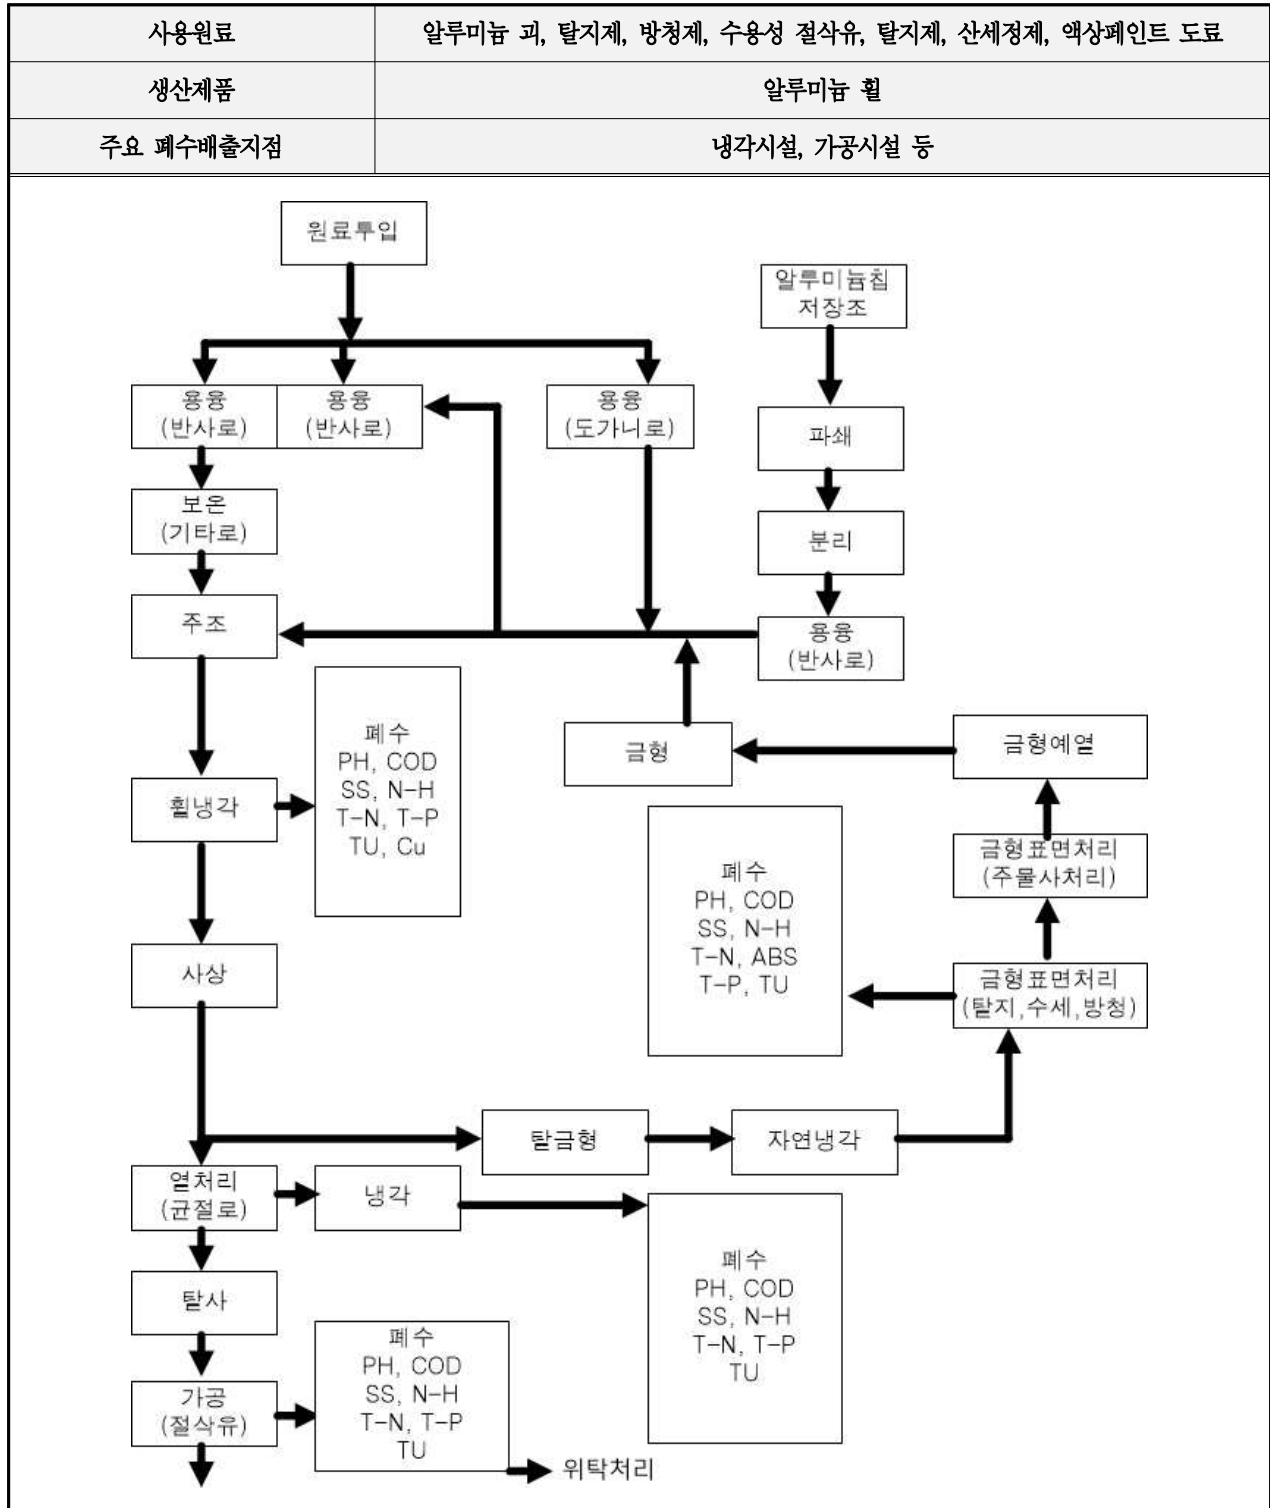 사용원료
알루미늄 괴, 탈지제, 방청제, 수용성 절삭유, 탈지제, 산세정제, 액상페인트 도료
생산제품
알루미늄 휠
주요 폐수배출지점
냉각시설, 가공시설 등
원료투입
알루미늄칩
저장조
용융
(반사로)
용융
(반사로)
용융
(도가니로)
파쇄
보온
(기타로)
분리
주조
용융
(반사로)
폐수
PH, COD
SS, N-H
T-N, T-P
TU, Cu
금형
금형예열
휠냉각
폐수
PH, COD
SS, N-H
T-N, ABS
T-P, TU
금형표면처리
(주물사처리)
사상
금형표면처리
(탈지,수세,방청)
탈금형
자연냉각
열처리
(균절로)
냉각
폐수
PH, COD
SS, N-H
T-N, T-P
TU
탈사
폐수
PH, COD
SS, N-H
T-N, T-P
TU
가공
(절삭유)
위탁처리